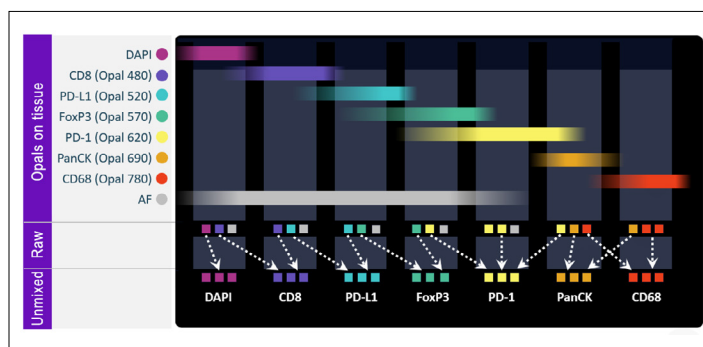 Opals on tissue
DAPI
CD8 (Opal 480)
PD-L1 (Opal 520)
FoxP3 (Opal 570)
PD-1 (Opal 620)
PanCK (Opal 690)
CD68 (Opal 780)
AF
Raw
Unmixed
DAPI CD8 PD-L1 FoxP3 PD-1 PanCK CD68